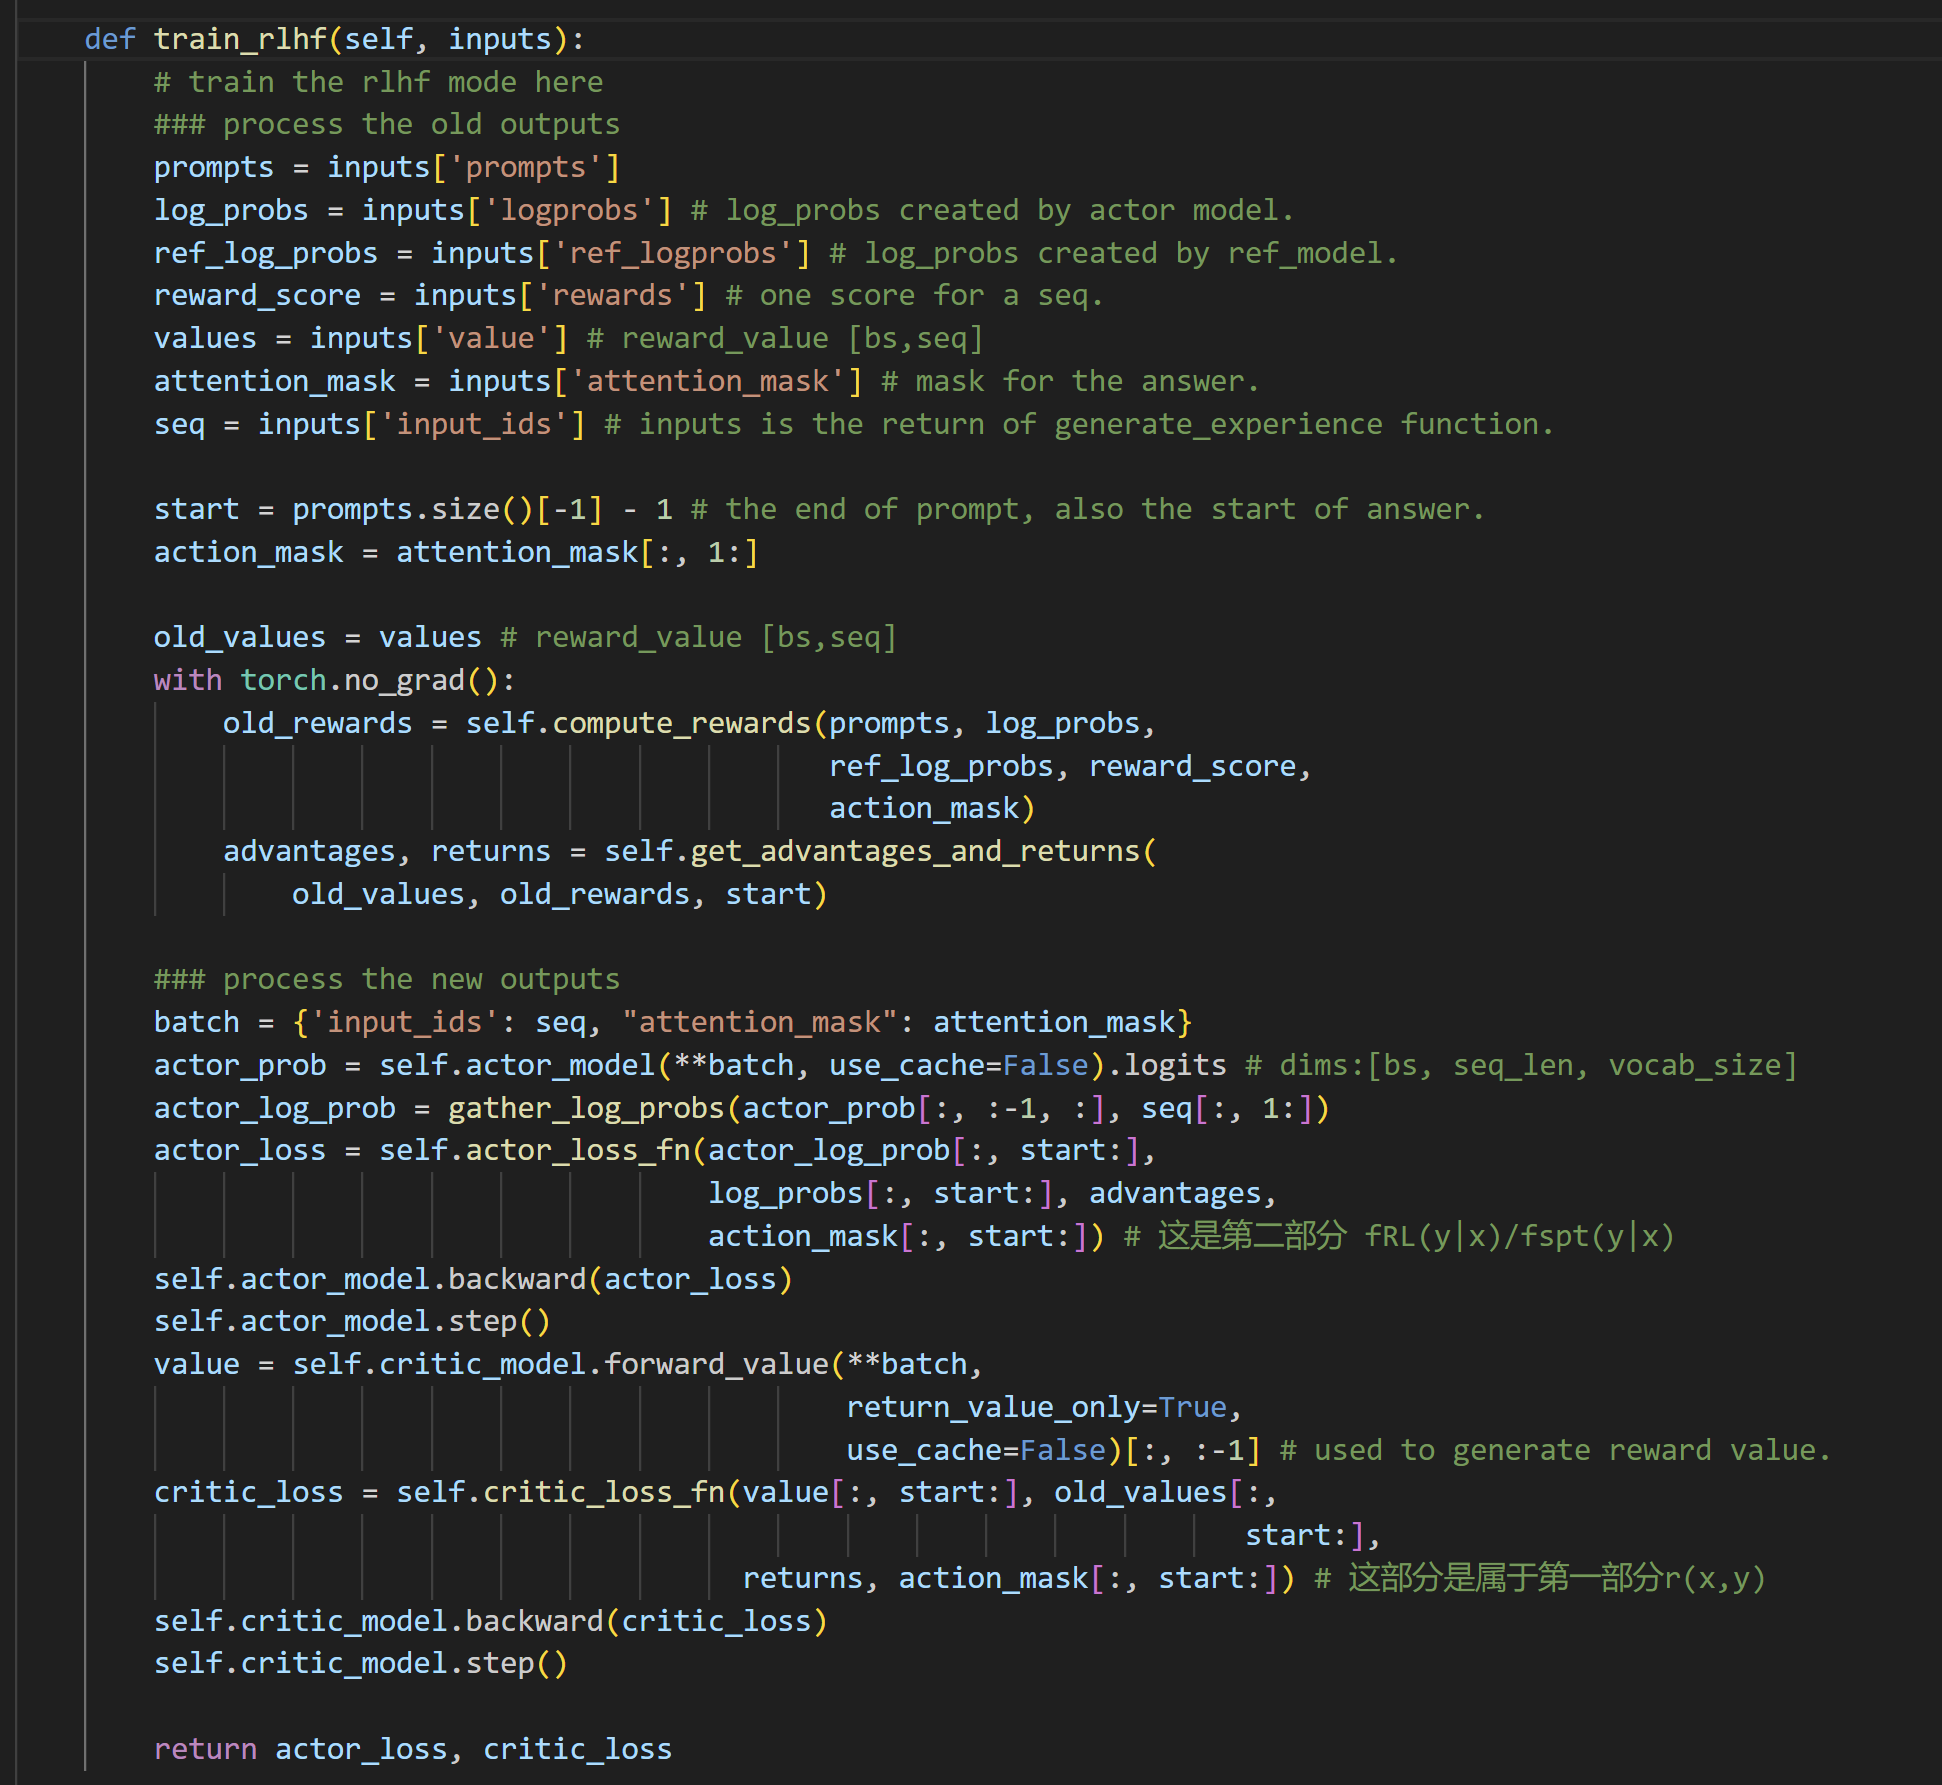 def train_rlhf(self, inputs):
# train the rlhf mode here
### process the old outputs
prompts = inputs['prompts']
log_probs = inputs['logprobs'] # log_probs created by actor model.
ref_log_probs = inputs['ref_logprobs'] # log_probs created by ref_model.
reward_score = inputs['rewards'] # one score for a seq.
values = inputs['value'] # reward_value [bs,seq]
attention_mask = inputs['attention_mask'] # mask for the answer.
seq = inputs['input_ids'] # inputs is the return of generate_experience function.
start = prompts.size()[-1] - 1 # the end of prompt, also the start of answer.
action_mask = attention_mask[:, 1:]
old_values = values # reward_value [bs,seq]
with torch.no_grad():
old_rewards = self.compute_rewards(prompts, log_probs,
ref_log_probs, reward_score,
action_mask)
advantages, returns = self.get_advantages_and_returns(
old_values, old_rewards, start)
### process the new outputs
batch = {'input_ids': seq, "attention_mask": attention_mask}
actor_prob = self.actor_model(**batch, use_cache=False).logits # dims:[bs, seq_len, vocab_size]
actor_log_prob = gather_log_probs(actor_prob[:, :-1, :], seq[:, 1:])
actor_loss = self.actor_loss_fn(actor_log_prob[:, start:],
log_probs[:, start:], advantages,
action_mask[:, start:]) # 这是第二部分 fRL(y|x)/fspt(y|x)
self.actor_model.backward(actor_loss)
self.actor_model.step()
value = self.critic_model.forward_value(**batch,
return_value_only=True,
use_cache=False)[:, :-1] # used to generate reward value.
critic_loss = self.critic_loss_fn(value[:, start:], old_values[:,
start:],
returns, action_mask[:, start:]) # 这部分是属于第一部分r(x,y)
self.critic_model.backward(critic_loss)
self.critic_model.step()
return actor_loss, critic_loss